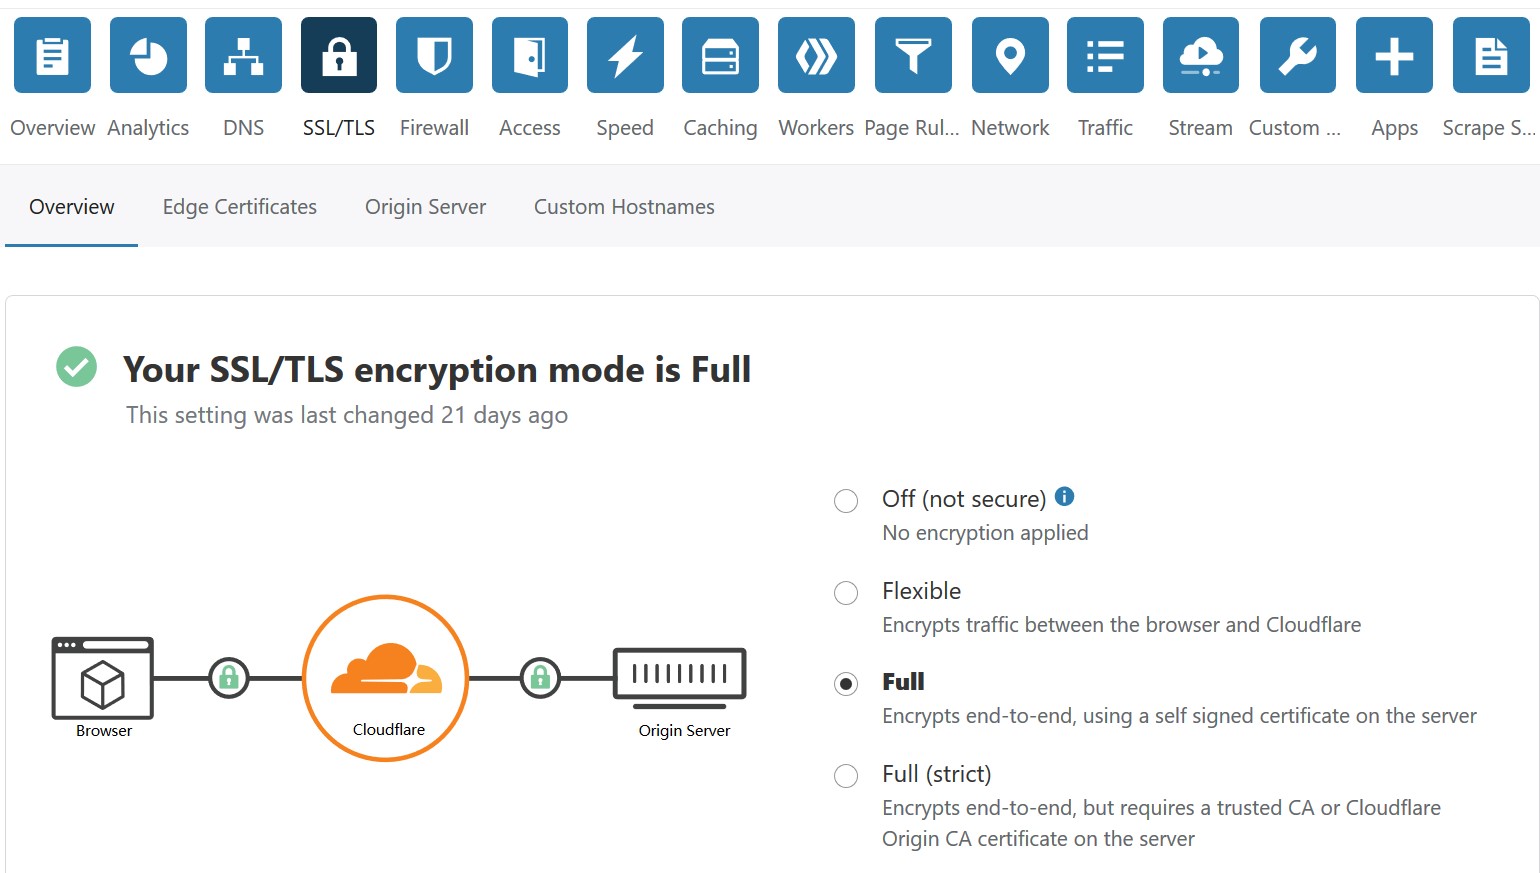 Overview Analytics DNS SSL/TLS Firewall Access Speed Caching Workers Page Rul... Network Traffic Stream Custom ... Apps Scrape S...
Overview Edge Certificates Origin Server Custom Hostnames
Your SSL/TLS encryption mode is Full
This setting was last changed 21 days ago
Off (not secure)
No encryption applied
Flexible
Encrypts traffic between the browser and Cloudflare
Full
Encrypts end-to-end, using a self signed certificate on the server
Full (strict)
Encrypts end-to-end, but requires a trusted CA or Cloudflare
Origin CA certificate on the server
Browser
Cloudflare
Origin Server